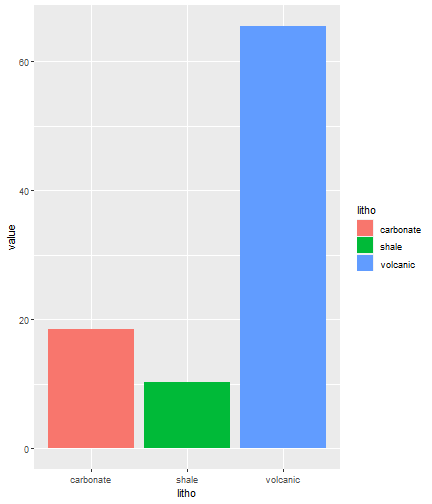 value
60
40
20
0
carbonate shale volcanic
litho
litho
carbonate
shale
volcanic